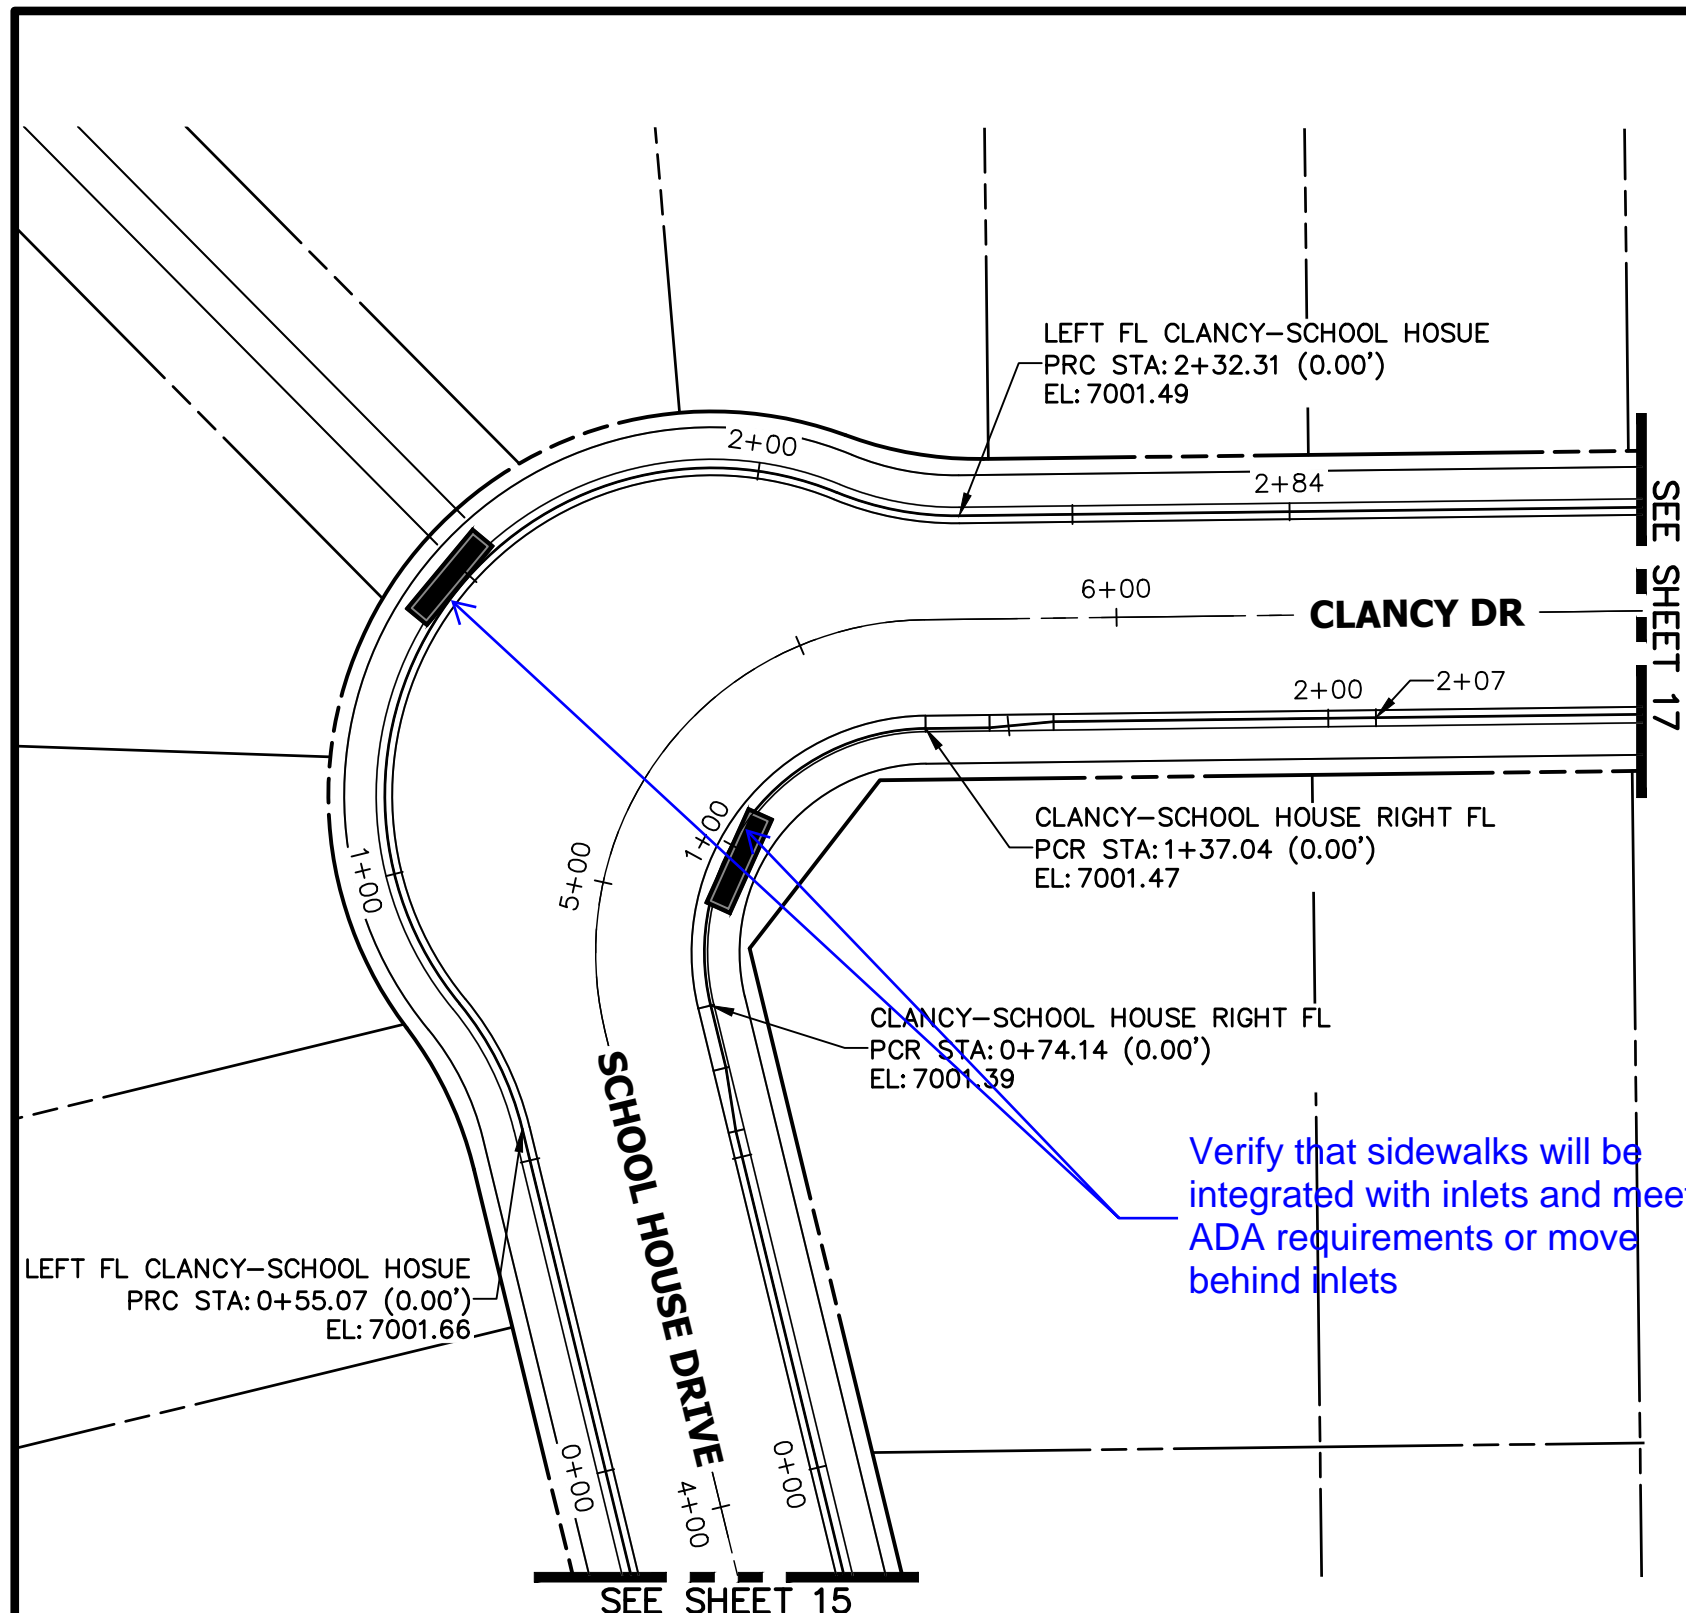 LEFT FL CLANCY-SCHOOL HOSUE
PRC STA: 2+32.31 (0.00')
EL: 7001.49
2+00
2+84
SEE SHEET 17
6+00
CLANCY DR
2+00
2+07
1+00
5+00
1+00
CLANCY-SCHOOL HOUSE RIGHT FL
PCR STA: 1+37.04 (0.00')
EL: 7001.47
CLANCY-SCHOOL HOUSE RIGHT FL
PCR STA: 0+74.14 (0.00')
EL: 7001.39
SCHOOL HOUSE DRIVE
Verify that sidewalks will be
integrated with inlets and meet
ADA requirements or move
behind inlets
LEFT FL CLANCY-SCHOOL HOSUE
PRC STA: 0+55.07 (0.00')
EL: 7001.66
0+00
4+00
0+00
SEE SHEET 15